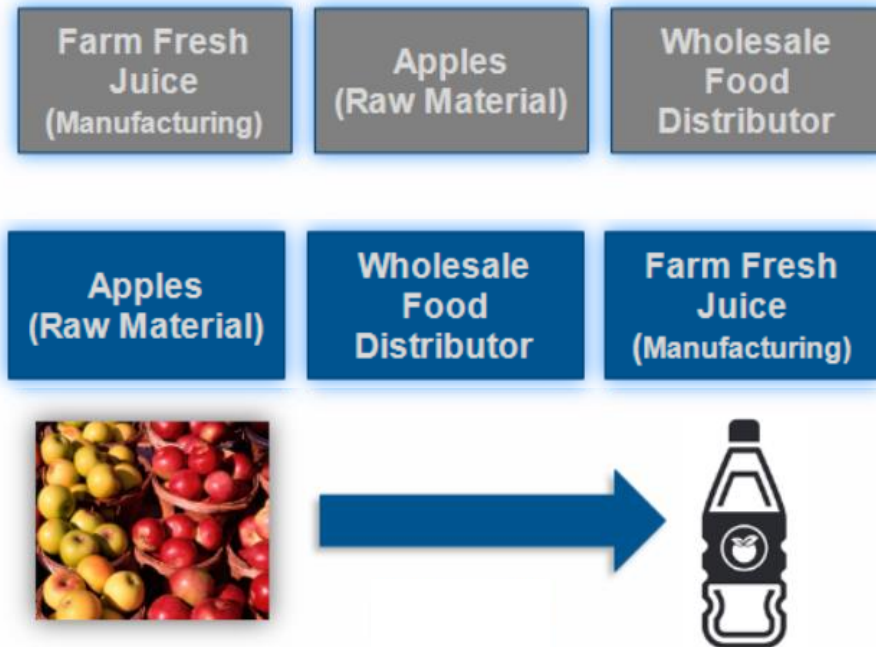 Farm Fresh
Juice
(Manufacturing)
Apples
(Raw Material)
Wholesale
Food
Distributor
Apples
(Raw Material)
Wholesale
Food
Distributor
Farm Fresh
Juice
(Manufacturing)